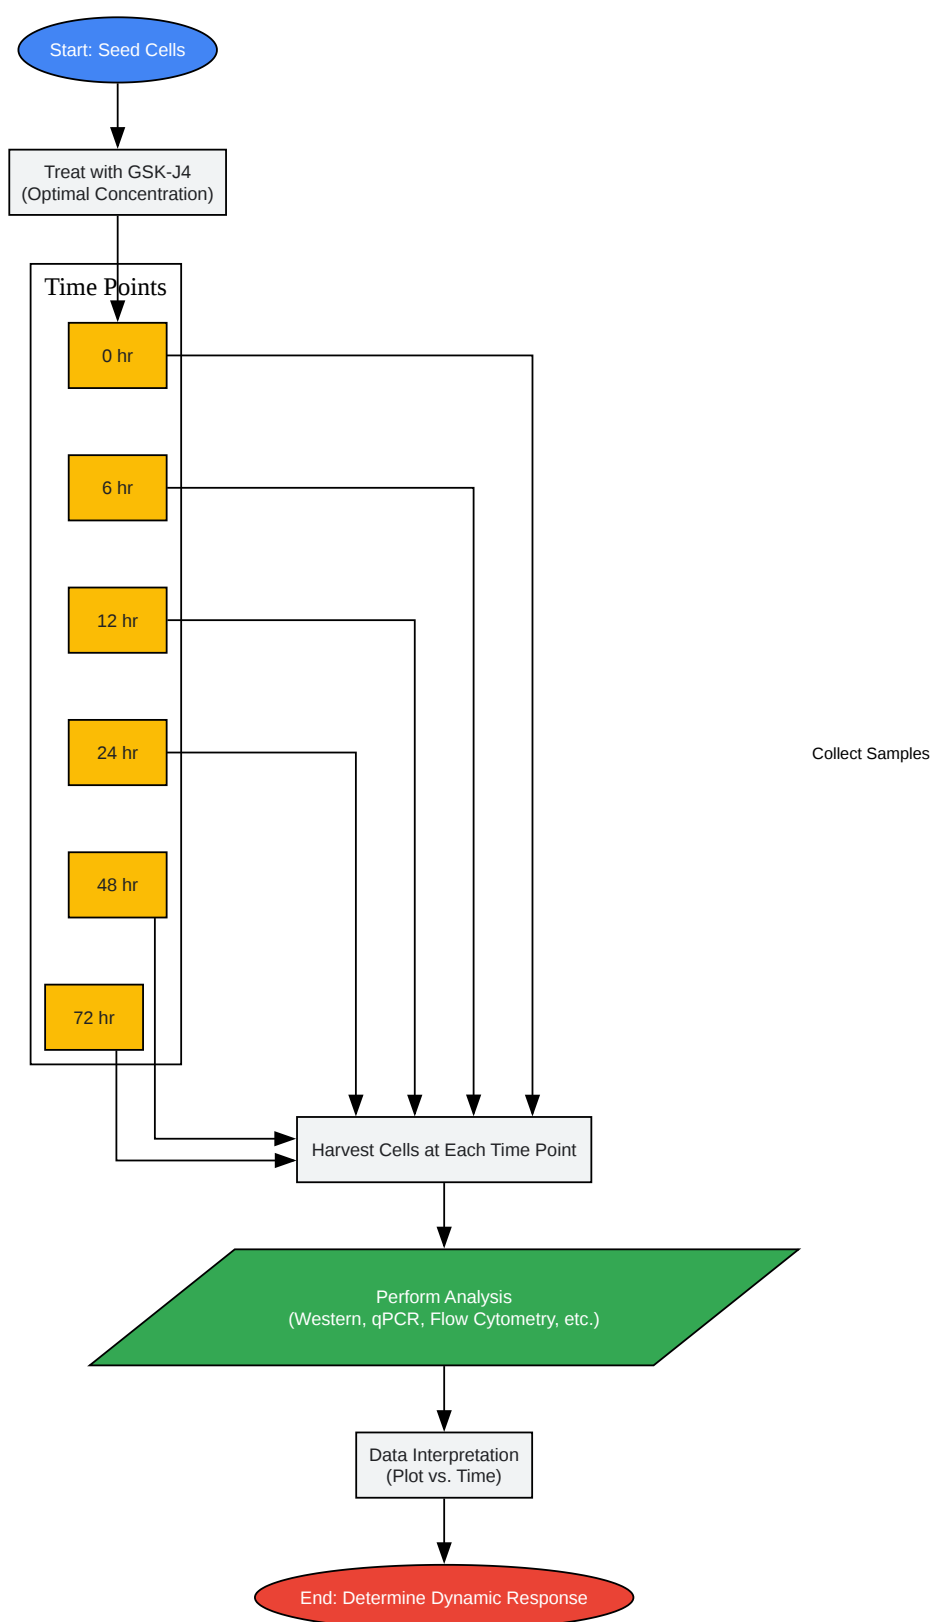 Start: Seed Cells
Treat with GSK-J4
(Optimal Concentration)
Time Points
0 hr
6 hr
12 hr
24 hr
Collect Samples
48 hr
72 hr
Harvest Cells at Each Time Point
Perform Analysis
(Western, qPCR, Flow Cytometry, etc.)
Data Interpretation
(Plot vs. Time)
End: Determine Dynamic Response